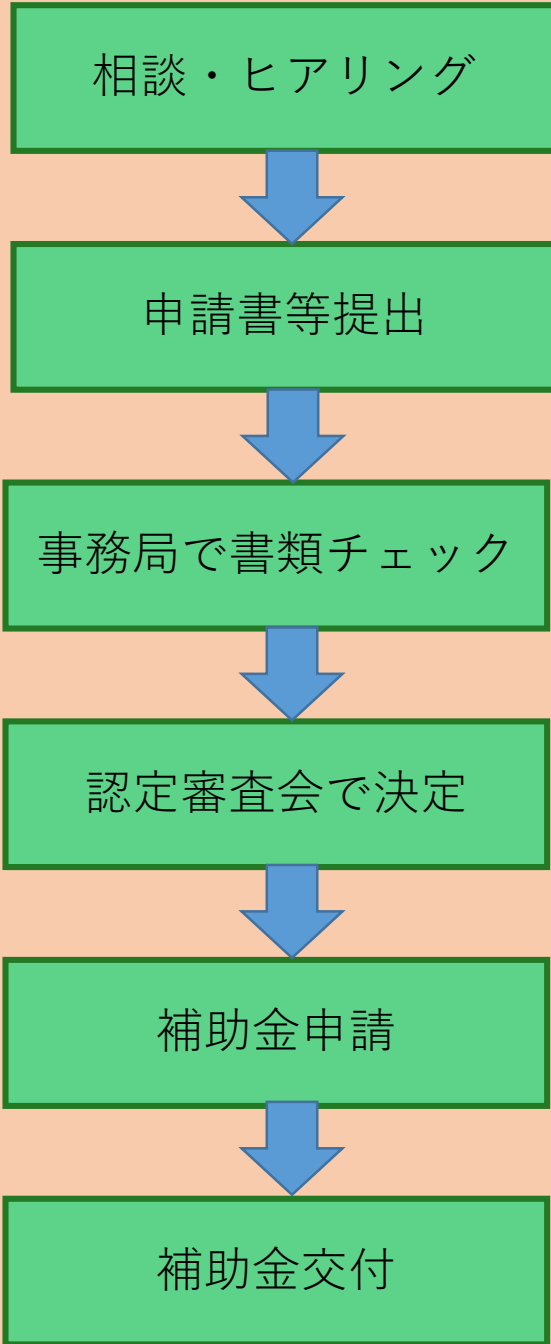 相談・ヒアリング
申請書等提出
事務局で書類チェック
認定審査会で決定
補助金申請
補助金交付